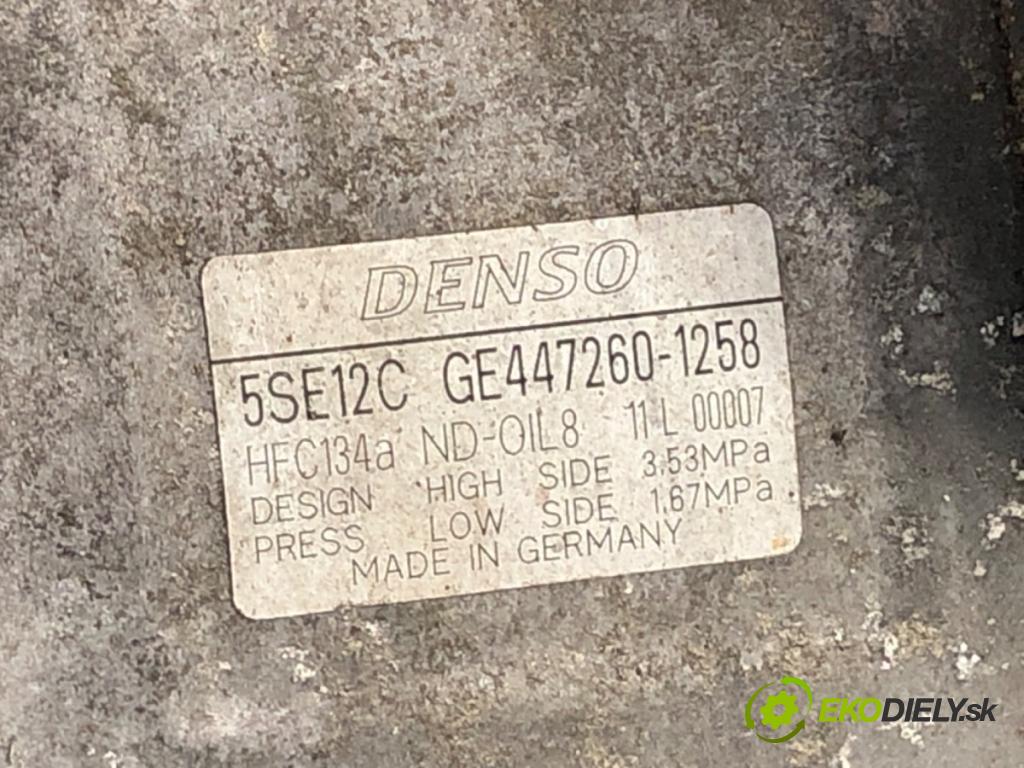 DENSO
5SE12C GE447260-1258
HFC134a ND-OIL8 11L 00007
DESIGN HIGH SIDE 3.53MPa
PRESS LOW SIDE 1.67MPa
MADE IN GERMANY
EKODIELY.sk